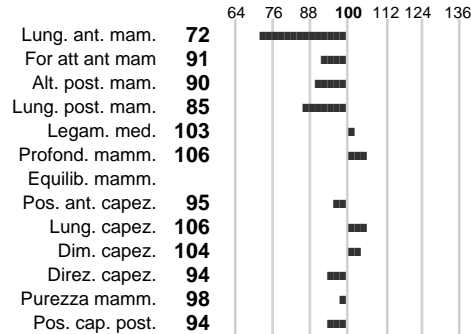 64 76 88 100 112 124 136
Lung. ant. mam. 72
For att ant mam 91
Alt. post. mam. 90
Lung. post. mam. 85
Legam. med. 103
Profond. mamm. 106
Equilib. mamm.
Pos. ant. capez. 95
Lung. capez. 106
Dim. capez. 104
Direz. capez. 94
Purezza mamm. 98
Pos. cap. post. 94